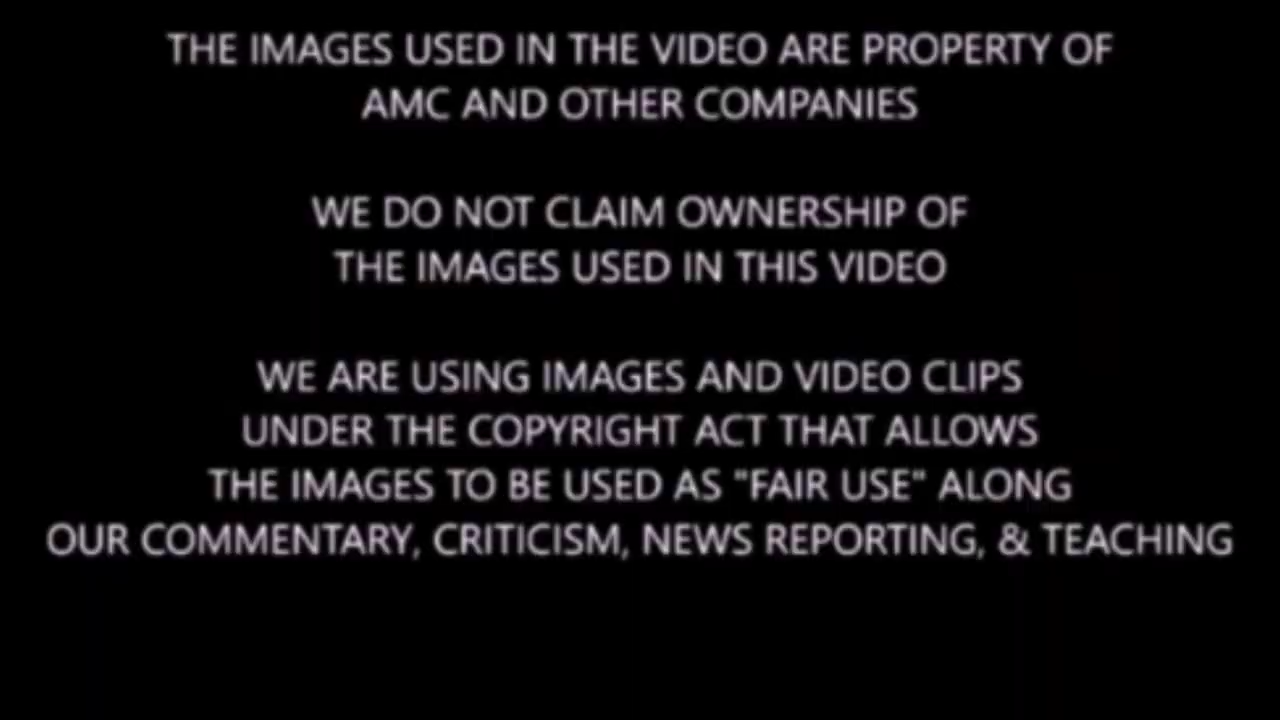 THE IMAGES USED IN THE VIDEO ARE PROPERTY OF
AMC AND OTHER COMPANIES
WE DO NOT CLAIM OWNERSHIP OF
THE IMAGES USED IN THIS VIDEO
WE ARE USING IMAGES AND VIDEO CLIPS
UNDER THE COPYRIGHT ACT THAT ALLOWS
THE IMAGES TO BE USED AS "FAIR USE" ALONG
OUR COMMENTARY, CRITICISM, NEWS REPORTING, & TEACHING